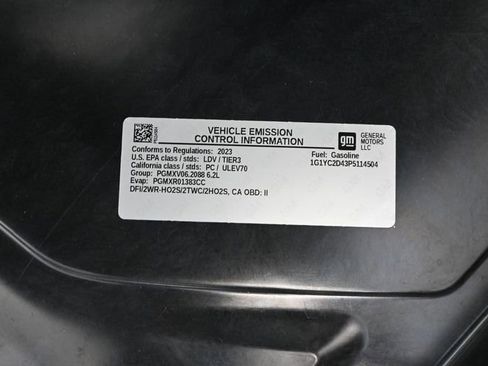 VEHICLE EMISSION
CONTROL INFORMATION
gm
GENERAL
MOTORS
LLC
Conforms to Regulations: 2023
U.S. EPA class / stds: LDV / TIER3
California class / stds: PC / ULEV70
Group: PGMXV06.2088 6.2L
Evap: PGMXR01383CC
DFI/2WR-HO2S/2TWC/2HO2S, CA OBD: II
Fuel: Gasoline
1G1YC2D43P5114504